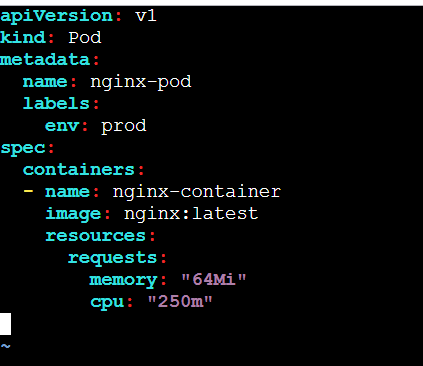 apiVersion: v1
kind: Pod
metadata:
  name: nginx-pod
  labels:
    env: prod
spec:
  containers:
  - name: nginx-container
    image: nginx:latest
    resources:
      requests:
        memory: "64Mi"
        cpu: "250m"
~